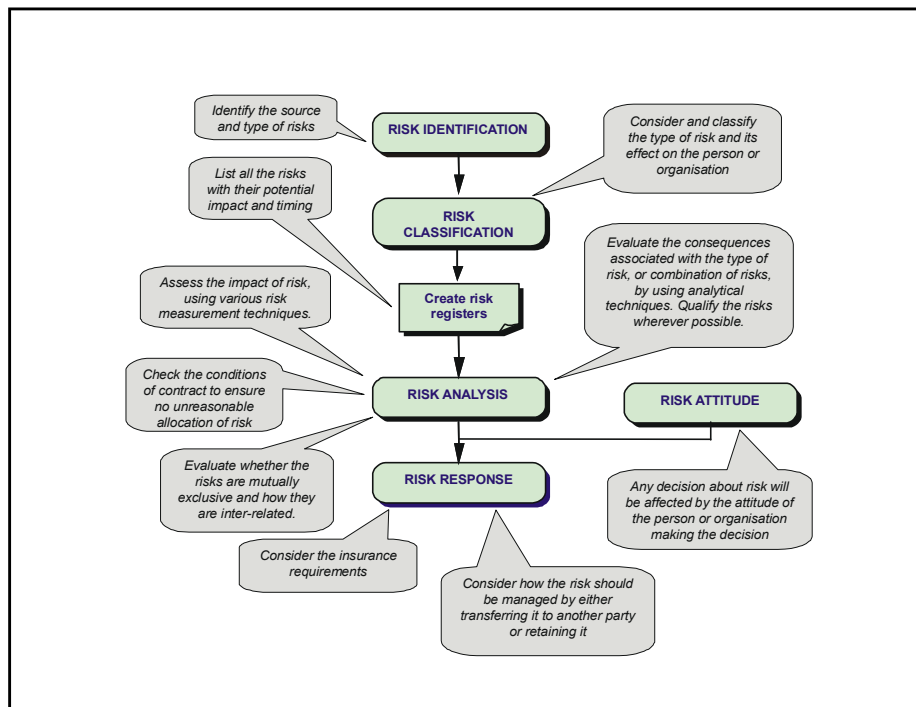 Identify the source
and type of risks
RISK IDENTIFICATION
Consider and classify
the type of risk and its
effect on the person or
organisation
List all the risks
with their potential
impact and timing
RISK
CLASSIFICATION
Evaluate the consequences
associated with the type of
risk, or combination of risks,
by using analytical
techniques. Qualify the risks
wherever possible.
Assess the impact of risk,
using various risk
measurement techniques.
Create risk
registers
Check the conditions
of contract to ensure
no unreasonable
allocation of risk
RISK ANALYSIS
RISK ATTITUDE
Evaluate whether the
risks are mutually
exclusive and how they
are inter-related.
RISK RESPONSE
Any decision about risk will
be affected by the attitude of
the person or organisation
making the decision
Consider the insurance
requirements
Consider how the risk should
be managed by either
transferring it to another party
or retaining it